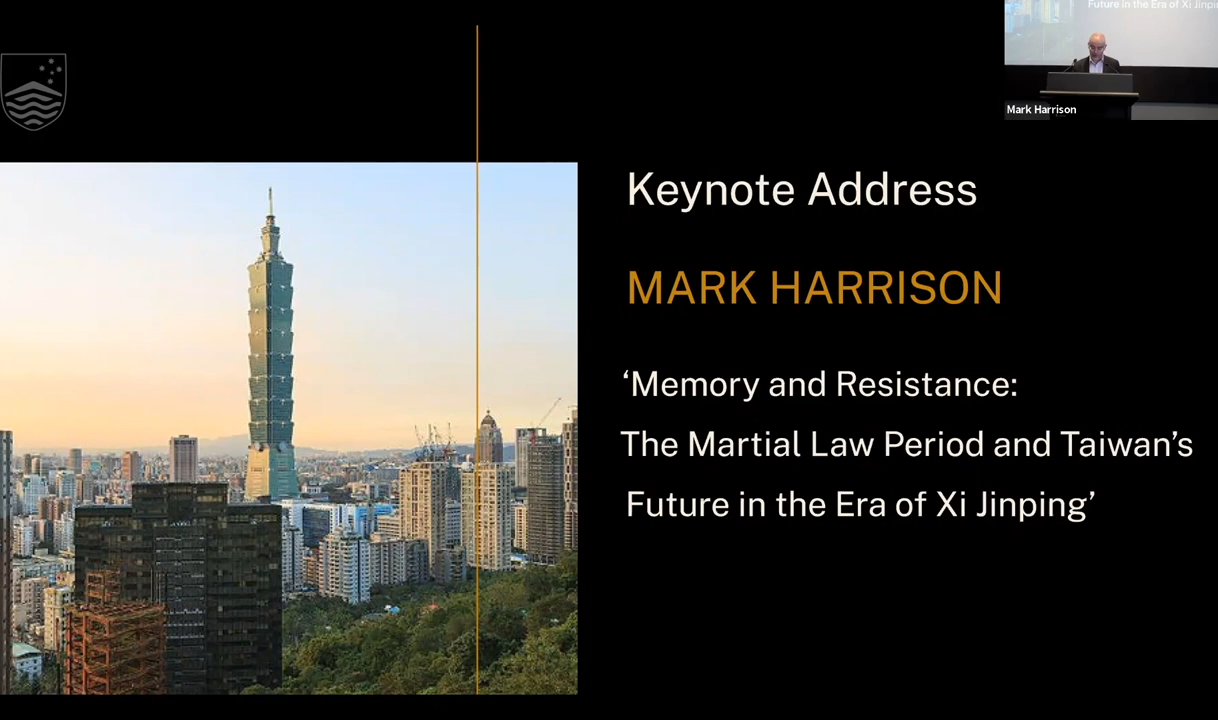 Future in the Era of Xi Jinpi
Mark Harrison
Keynote Address
MARK HARRISON
‘Memory and Resistance:
The Martial Law Period and Taiwan’s
Future in the Era of Xi Jinping’